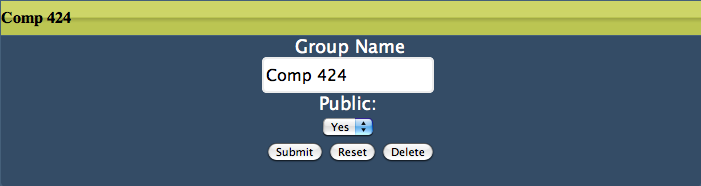 Comp 424
Group Name
Comp 424
Public:
Yes
Submit Reset Delete